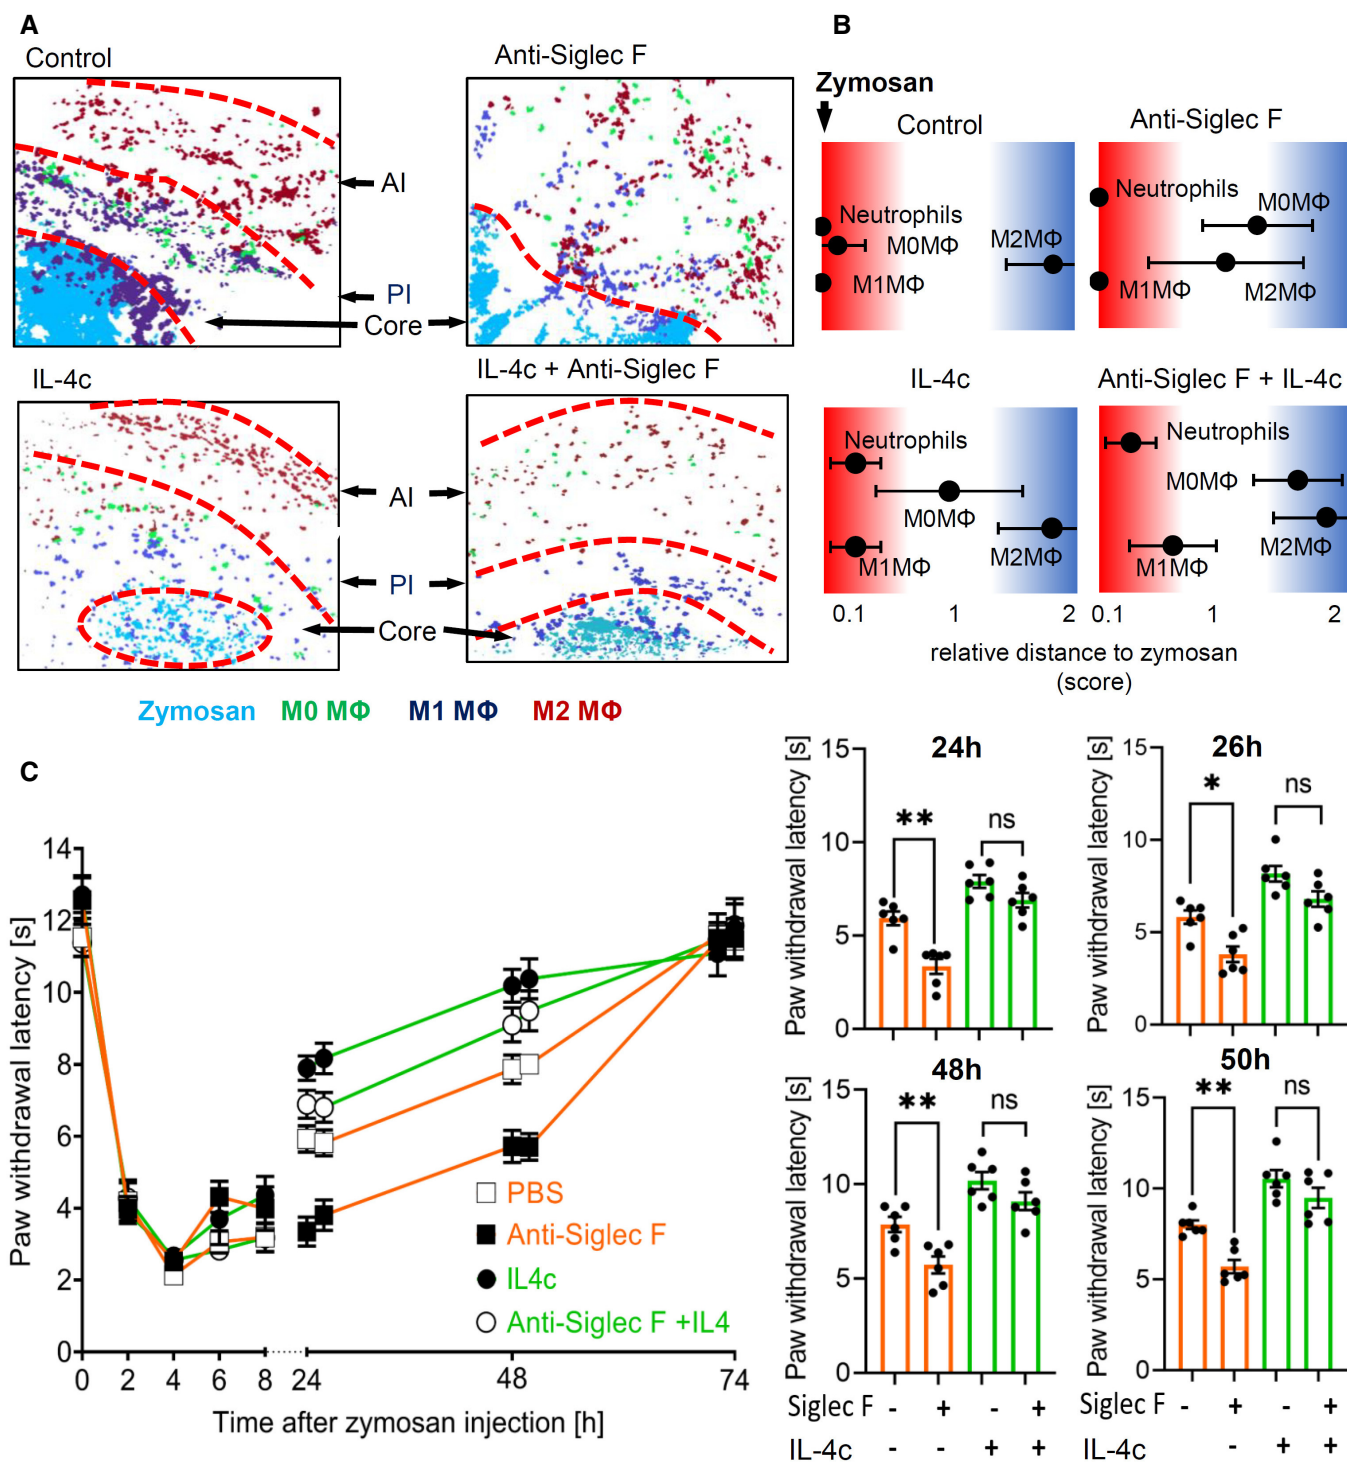 A
Control
Anti-Siglec F
AI
PI
Core
IL-4c
IL-4c + Anti-Siglec F
AI
PI
Core
Zymosan M0 MΦ M1 MΦ M2 MΦ
B
Zymosan
Control
Anti-Siglec F
Neutrophils
M0MΦ
M2MΦ
M1MΦ
Neutrophils
M0MΦ
M1MΦ
M2MΦ
IL-4c
Anti-Siglec F + IL-4c
Neutrophils
M0MΦ
M2MΦ
M1MΦ
Neutrophils
M0MΦ
M2MΦ
M1MΦ
0.1 1 2
0.1 1 2
relative distance to zymosan
(score)
C
Paw withdrawal latency [s]
14
12
10
8
6
4
2
0
0 2 4 6 8 24 48 74
Time after zymosan injection [h]
PBS
Anti-Siglec F
IL4c
Anti-Siglec F +IL4
24h
Paw withdrawal latency [s]
15
10
5
0
** ns
26h
Paw withdrawal latency [s]
15
10
5
0
* ns
48h
Paw withdrawal latency [s]
15
10
5
0
** ns
50h
Paw withdrawal latency [s]
15
10
5
0
** ns
Siglec F - + - +
IL-4c - - + +
Siglec F - + - +
IL-4c - + +